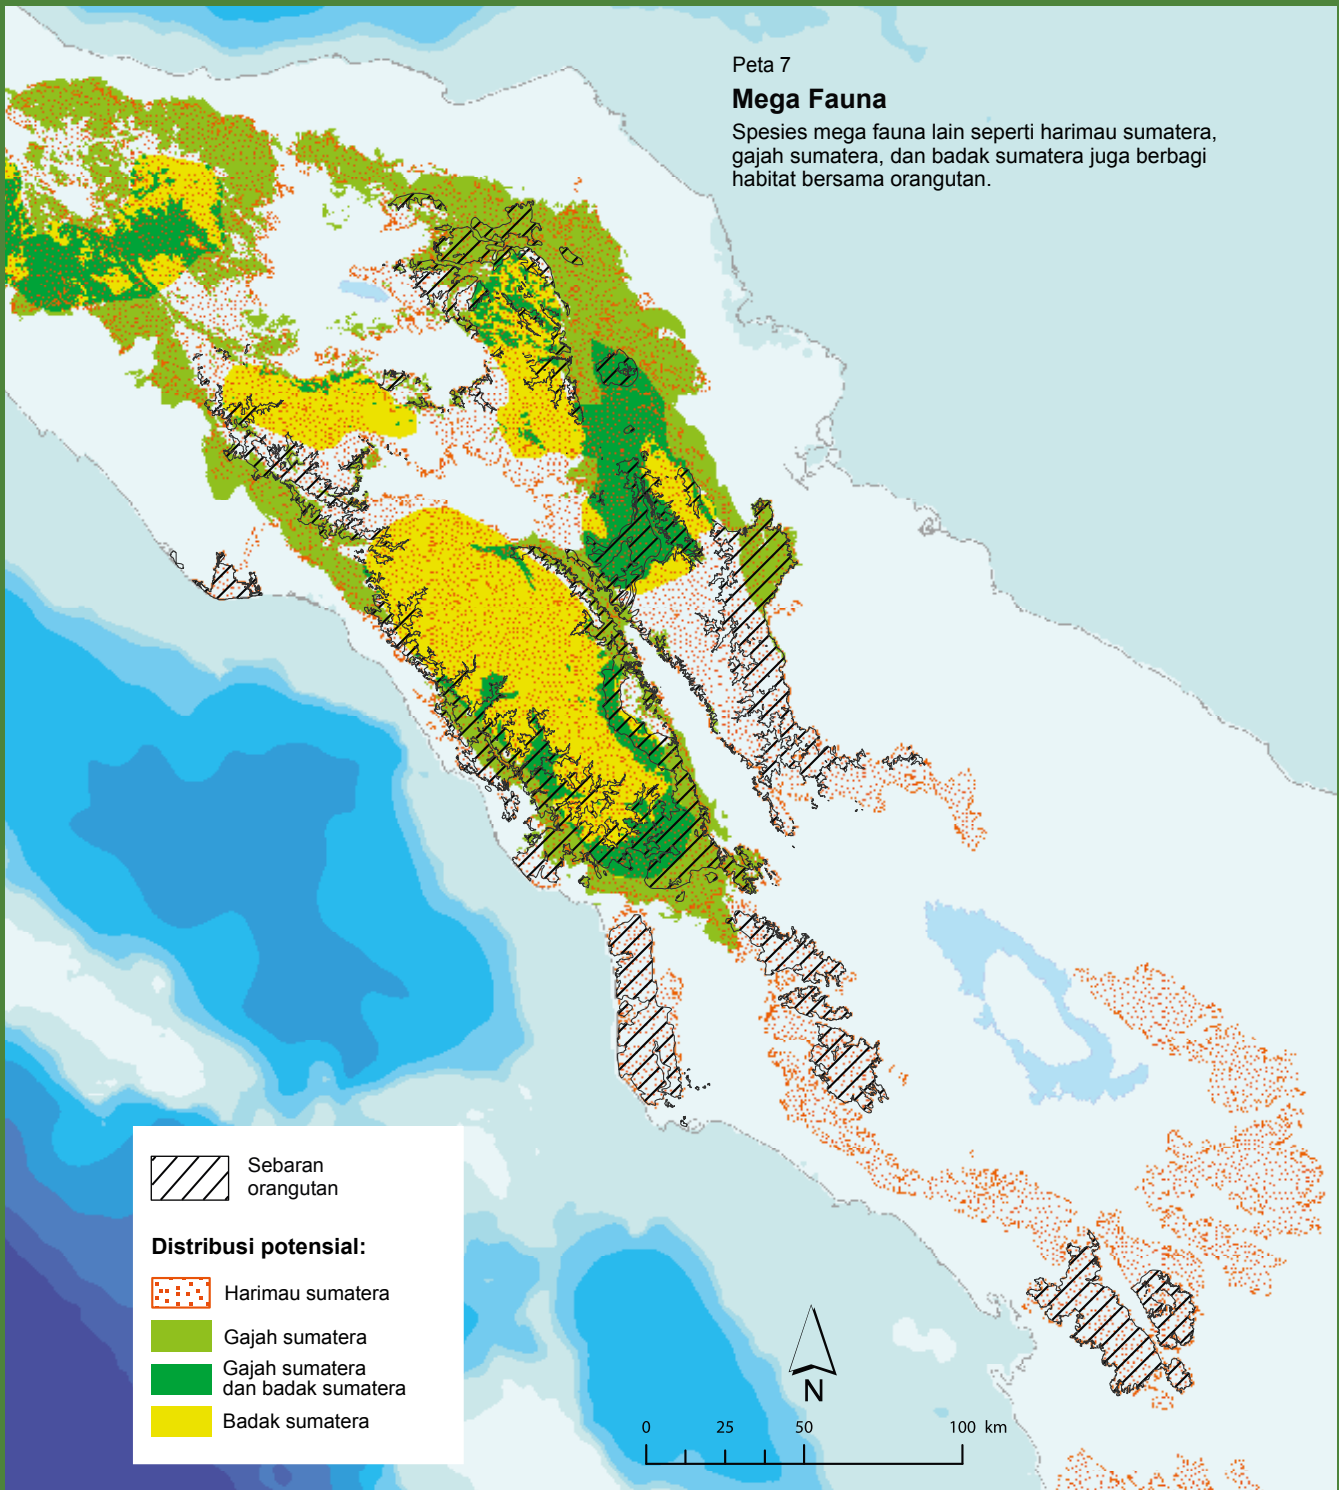 Peta 7
Mega Fauna
Spesies mega fauna lain seperti harimau sumatera,
gajah sumatera, dan badak sumatera juga berbagi
habitat bersama orangutan.
Sebaran
orangutan
Distribusi potensial:
Harimau sumatera
Gajah sumatera
Gajah sumatera
dan badak sumatera
Badak sumatera
N
0 25 50 100 km